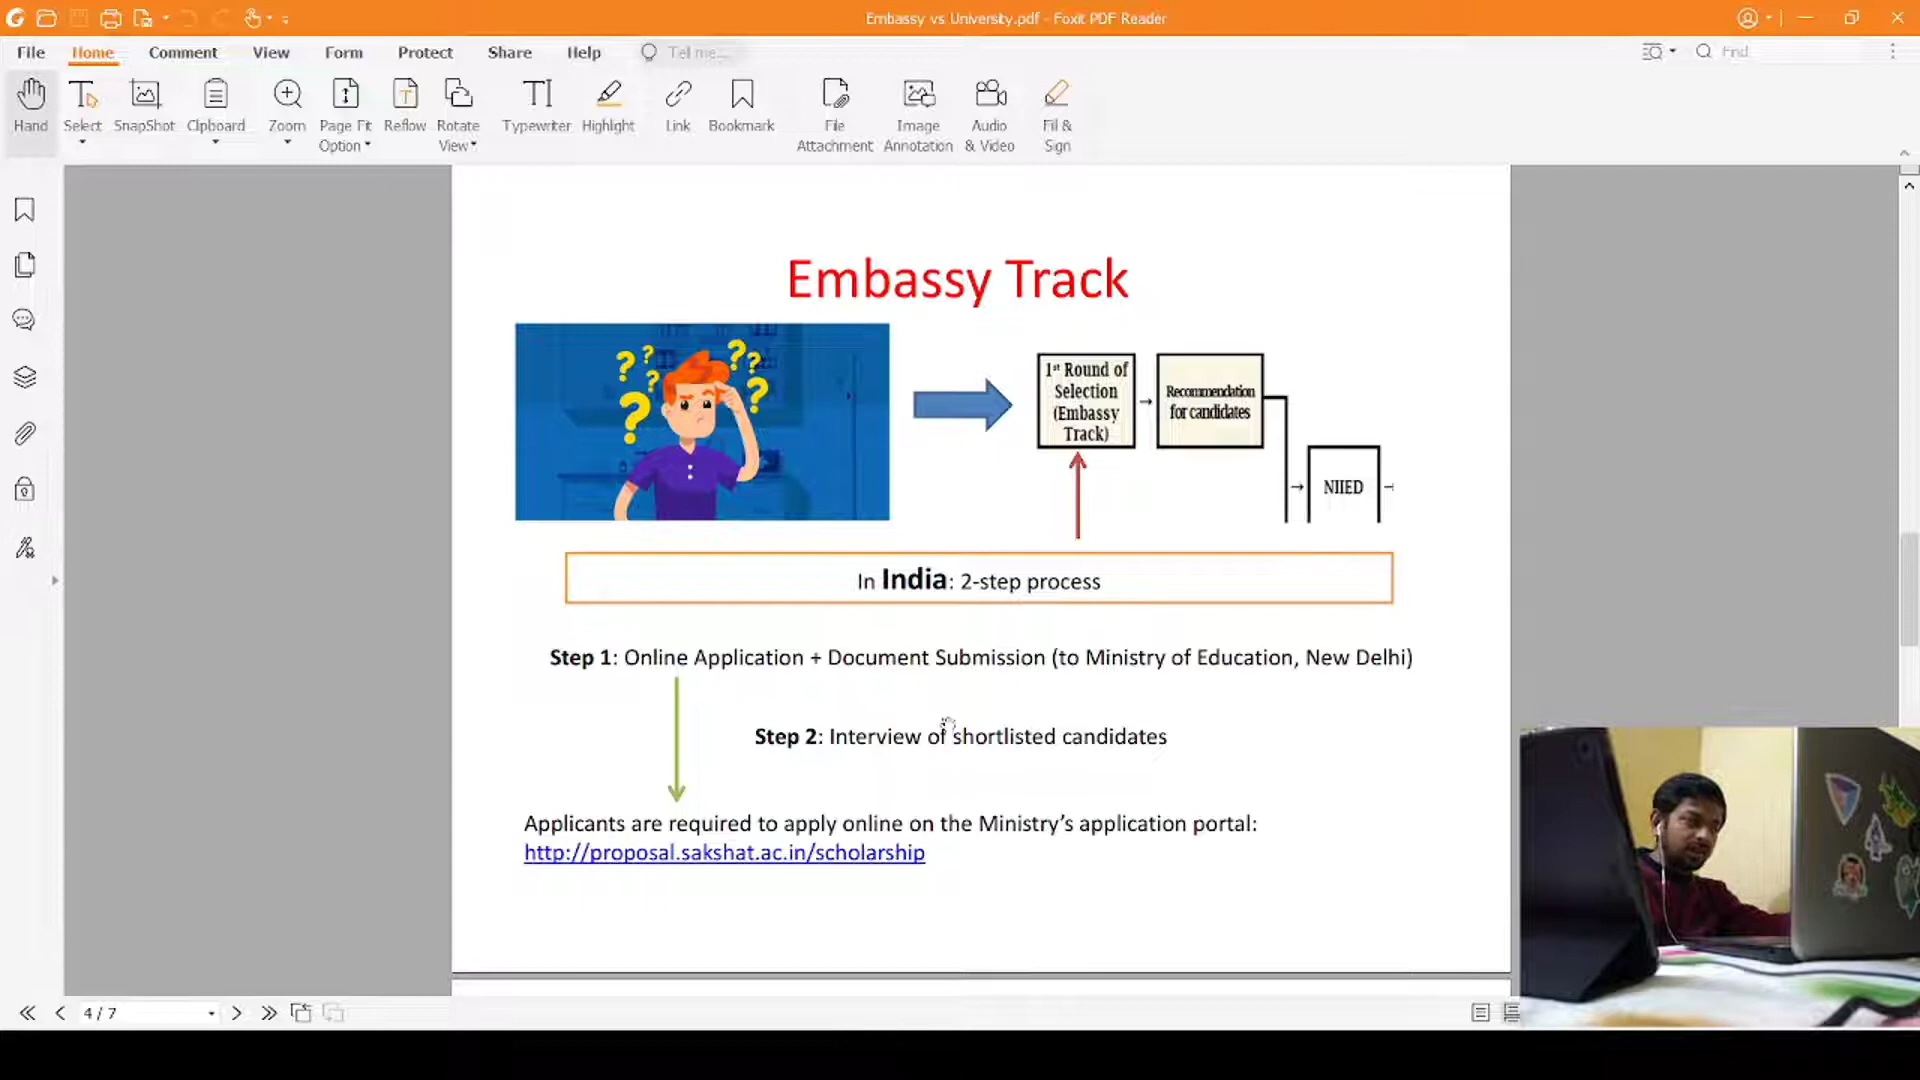 Embassy vs University.pdf - Foxit PDF Reader
File Home Comment View Form Protect Share Help Tell me... Find
Hand Select SnapShot Clipboard Zoom Page Fit Option Reflow Rotate View Typewriter Highlight Link Bookmark File Attachment Image Annotation Audio & Video Fill & Sign
Embassy Track
? ? ? ? ? ? ?
1st Round of
Selection
(Embassy
Track)
→
Recommendation
for candidates
→
NIIED
In India: 2-step process
Step 1: Online Application + Document Submission (to Ministry of Education, New Delhi)
Step 2: Interview of shortlisted candidates
Applicants are required to apply online on the Ministry’s application portal:
http://proposal.sakshat.ac.in/scholarship
4 / 7